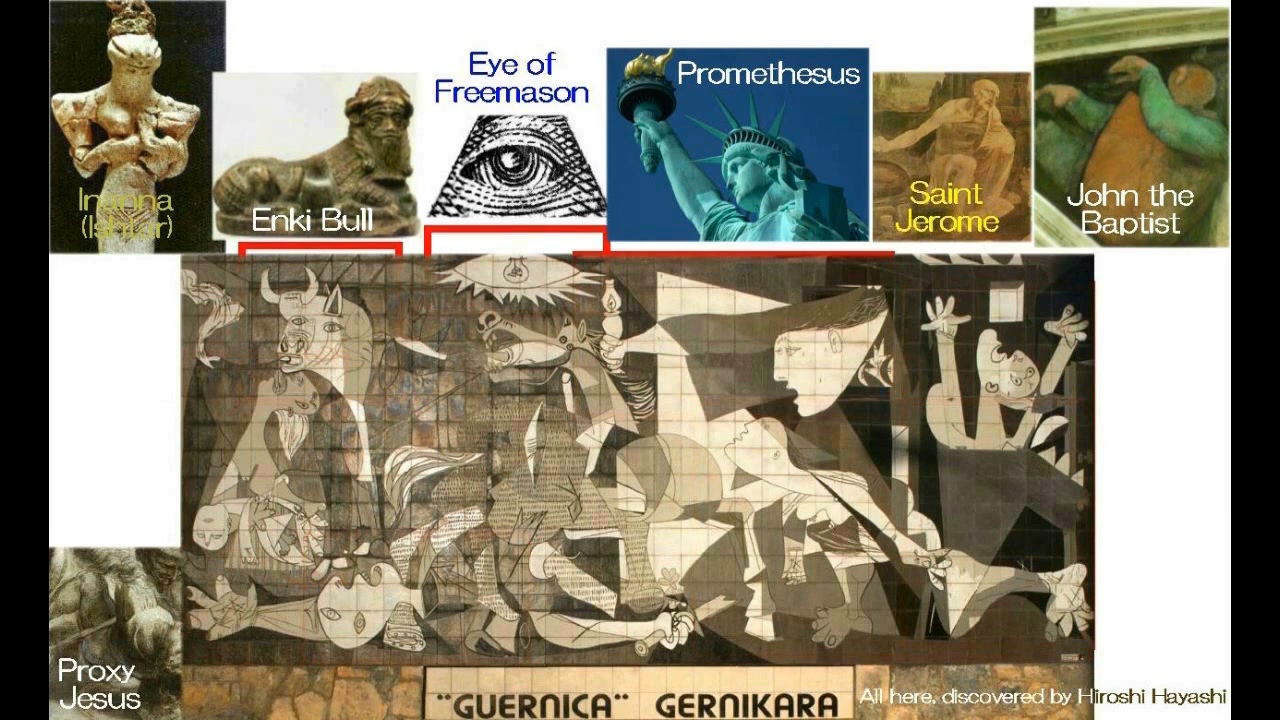 Eye of
Freemason
Promethesus
Inanna
(Ishtar)
Enki Bull
Saint
Jerome
John the
Baptist
Proxy
Jesus
"GUERNICA" GERNIKARA
All here, discovered by Hiroshi Hayashi